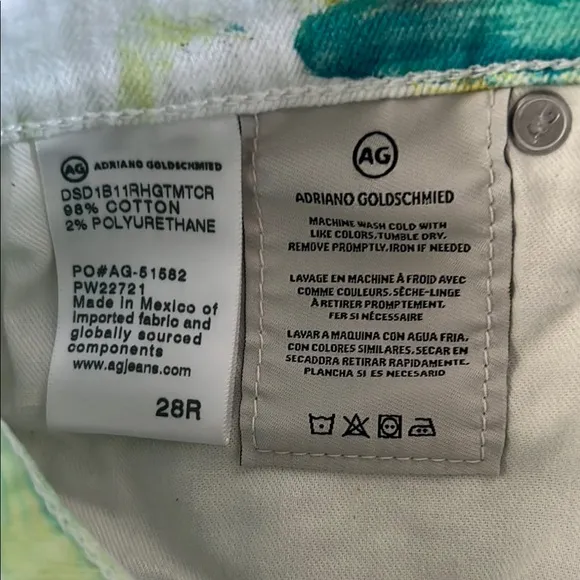 AG ADRIANO GOLDSCHMIED
DSD1B11RHGTMTCR
98% COTTON
2% POLYURETHANE
PO#AG-51582
PW22721
Made in Mexico of
imported fabric and
globally sourced
components
www.agjeans.com
28R
AG
ADRIANO GOLDSCHMIED
MACHINE WASH COLD WITH
LIKE COLORS.TUMBLE DRY.
REMOVE PROMPTLY.IRON IF NEEDED
LAVAGE EN MACHINE À FROID AVEC
COMME COULEURS. SÈCHE-LINGE
À RETIRER PROMPTEMENT.
FER SI NÉCESSAIRE
LAVAR A MAQUINA CON AGUA FRIA,
CON COLORES SIMILARES. SECAR EN
SECADORA RETIRAR RAPIDAMENTE.
PLANCHA SI ES NECESARIO